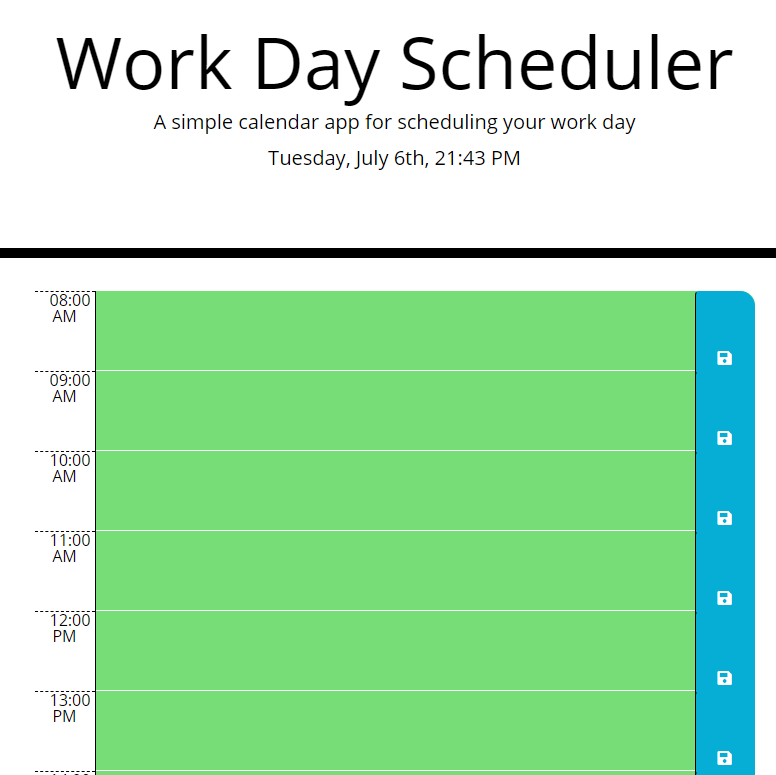 Work Day Scheduler
A simple calendar app for scheduling your work day
Tuesday, July 6th, 21:43 PM
08:00
AM
09:00
AM
10:00
AM
11:00
AM
12:00
PM
13:00
PM